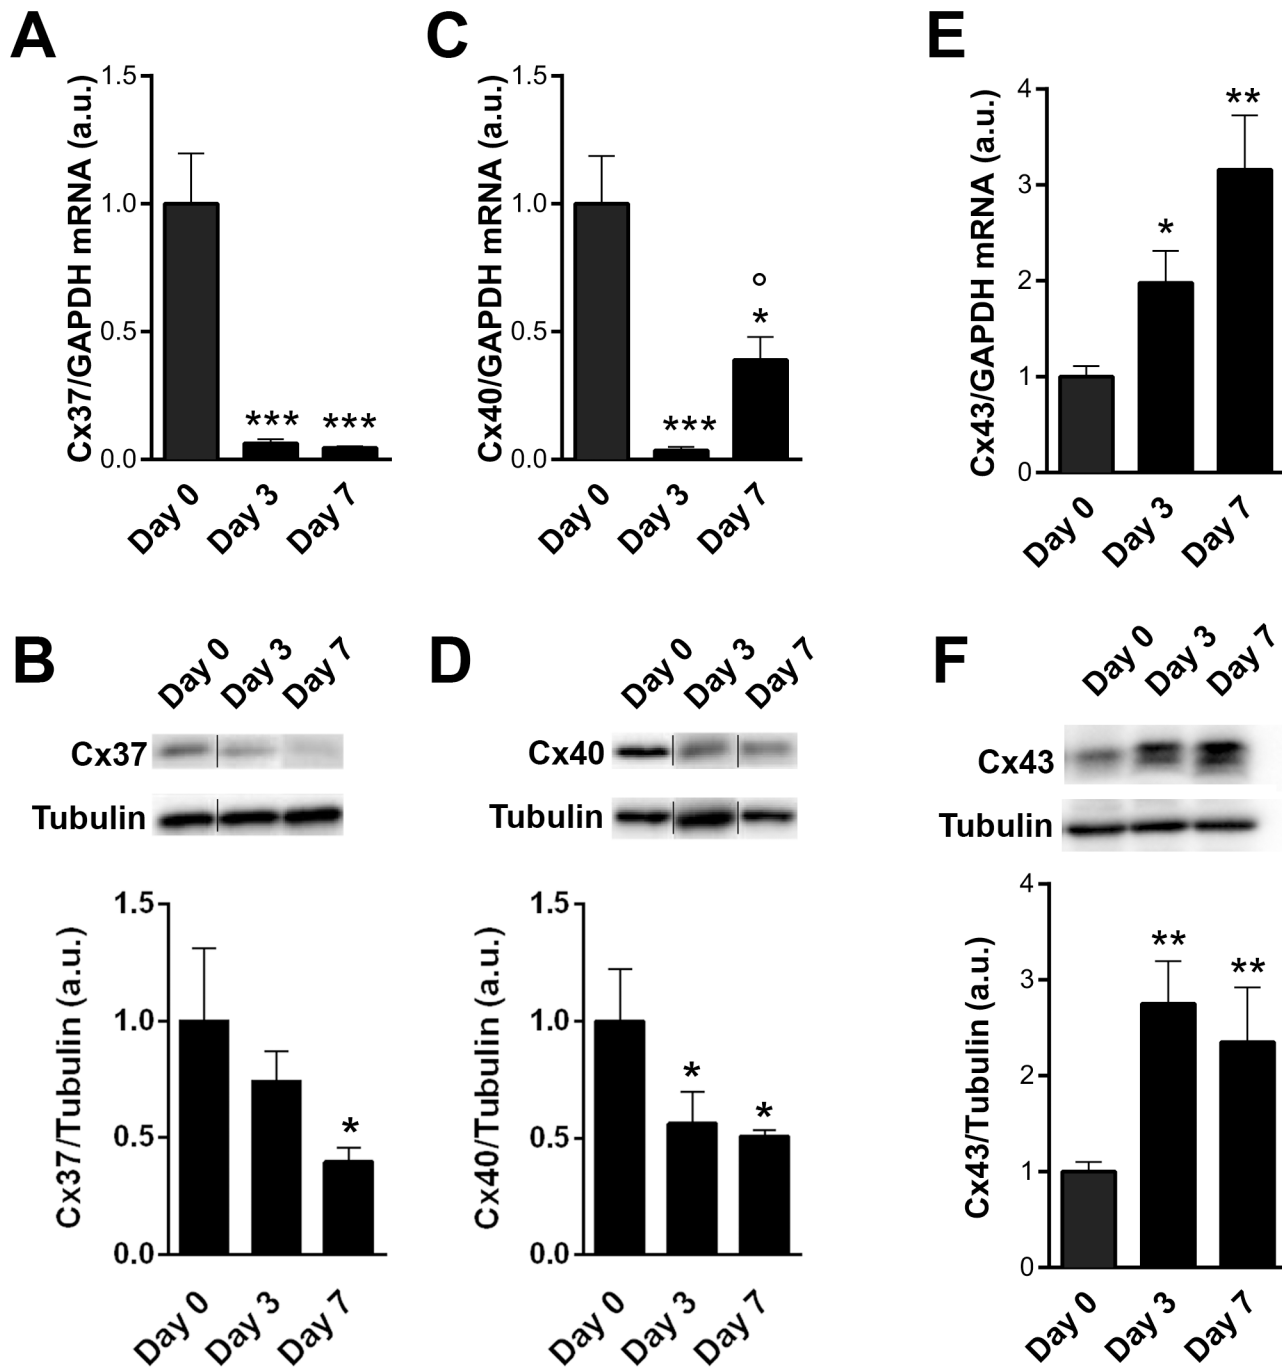 A
Cx37/GAPDH mRNA (a.u.)
1.5
1.0
0.5
0.0
***
***
Day 0
Day 3
Day 7
C
Cx40/GAPDH mRNA (a.u.)
1.5
1.0
0.5
0.0
***
°
*
Day 0
Day 3
Day 7
E
Cx43/GAPDH mRNA (a.u.)
4
3
2
1
0
*
**
Day 0
Day 3
Day 7
B
Day 0
Day 3
Day 7
Cx37
Tubulin
Cx37/Tubulin (a.u.)
1.5
1.0
0.5
0.0
*
Day 0
Day 3
Day 7
D
Day 0
Day 3
Day 7
Cx40
Tubulin
Cx40/Tubulin (a.u.)
1.5
1.0
0.5
0.0
*
*
Day 0
Day 3
Day 7
F
Day 0
Day 3
Day 7
Cx43
Tubulin
Cx43/Tubulin (a.u.)
4
3
2
1
0
**
**
Day 0
Day 3
Day 7